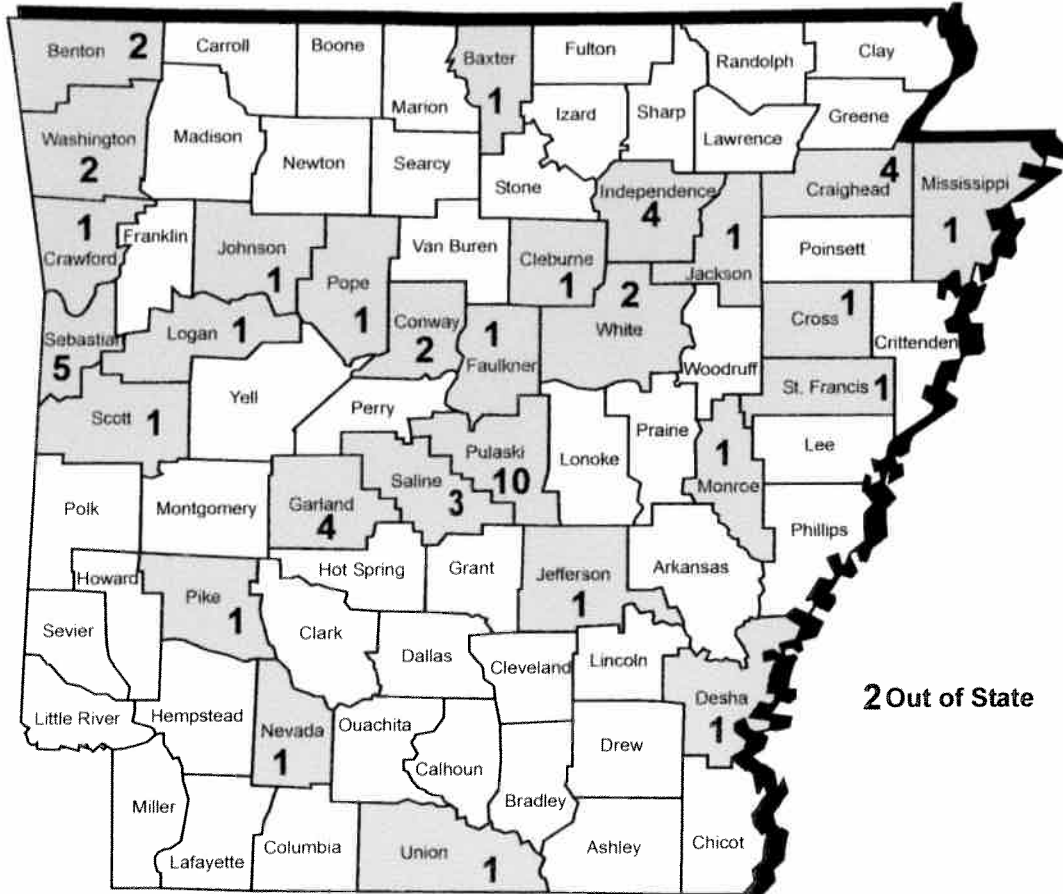 Benton 2
Carroll
Boone
Baxter
1
Fulton
Randolph
Clay
Marion
Izard
Sharp
Greene
Lawrence
Washington
2
Madison
Newton
Searcy
Stone
Independence
4
4
Craighead
Mississippi
1
1
Crawford
Franklin
Johnson
1
Van Buren
Cleburne
1
1
Jackson
Poinsett
Pope
1
Conway
2
1
Faulkner
2
White
1
Cross
Crittenden
Sebastian
5
Logan 1
Woodruff
St. Francis 1
Yell
Scott 1
Perry
Prairie
Lee
Pulaski
10
Lonoke
1
Monroe
Saline
3
Garland
4
Polk
Montgomery
Phillips
Hot Spring
Grant
Jefferson
1
Arkansas
Howard
Pike
1
Sevier
Clark
Dallas
Cleveland
Lincoln
Desha
1
2 Out of State
Little River
Hempstead
Nevada
1
Ouachita
Drew
Calhoun
Bradley
Miller
Lafayette
Columbia
Union 1
Ashley
Chicot